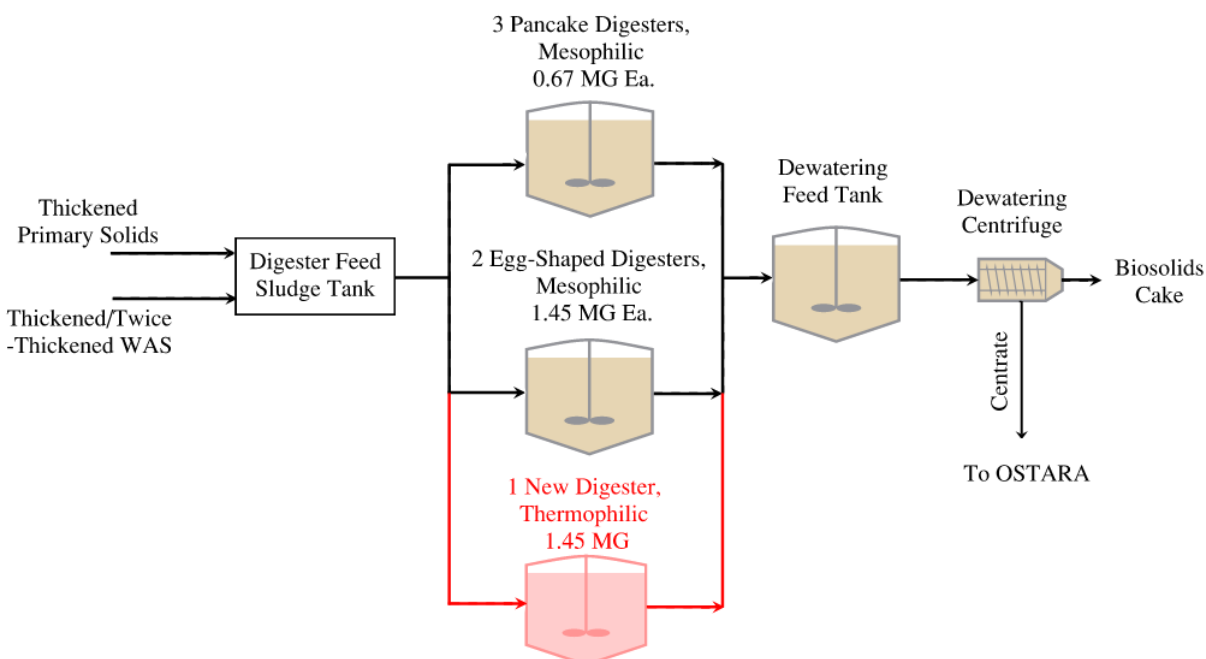 3 Pancake Digesters,
Mesophilic
0.67 MG Ea.
Thickened
Primary Solids
Digester Feed
Sludge Tank
Thickened/Twice
-Thickened WAS
2 Egg-Shaped Digesters,
Mesophilic
1.45 MG Ea.
1 New Digester,
Thermophilic
1.45 MG
Dewatering
Feed Tank
Dewatering
Centrifuge
Biosolids
Cake
Centrate
To OSTARA